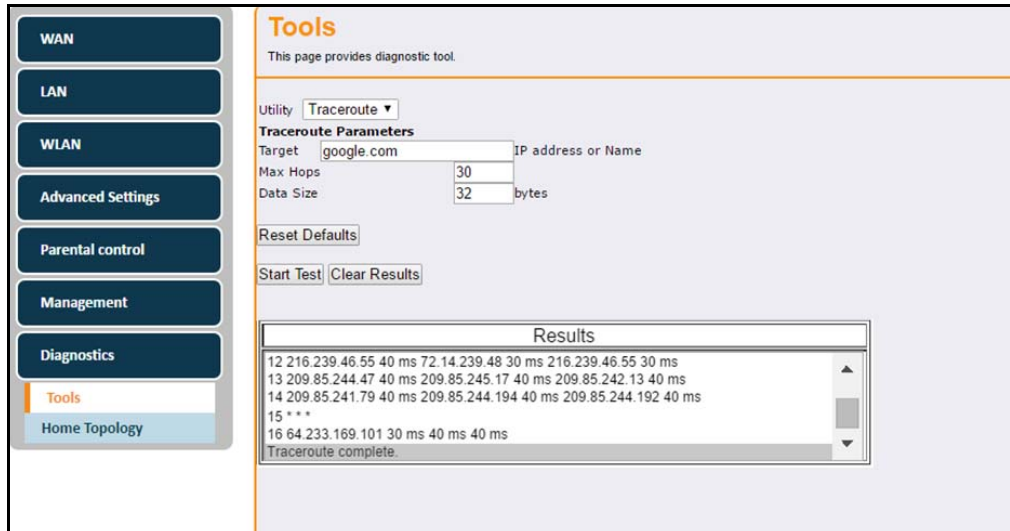 WAN
LAN
WLAN
Advanced Settings
Parental control
Management
Diagnostics
Tools
Home Topology
Tools
This page provides diagnostic tool.
Utility Traceroute
Traceroute Parameters
Target google.com IP address or Name
Max Hops 30
Data Size 32 bytes
Reset Defaults
Start Test Clear Results
Results
12 216.239.46.55 40 ms 72.14.239.48 30 ms 216.239.46.55 30 ms
13 209.85.244.47 40 ms 209.85.245.17 40 ms 209.85.242.13 40 ms
14 209.85.241.79 40 ms 209.85.244.194 40 ms 209.85.244.192 40 ms
15 * * *
16 64.233.169.101 30 ms 40 ms 40 ms
Traceroute complete.